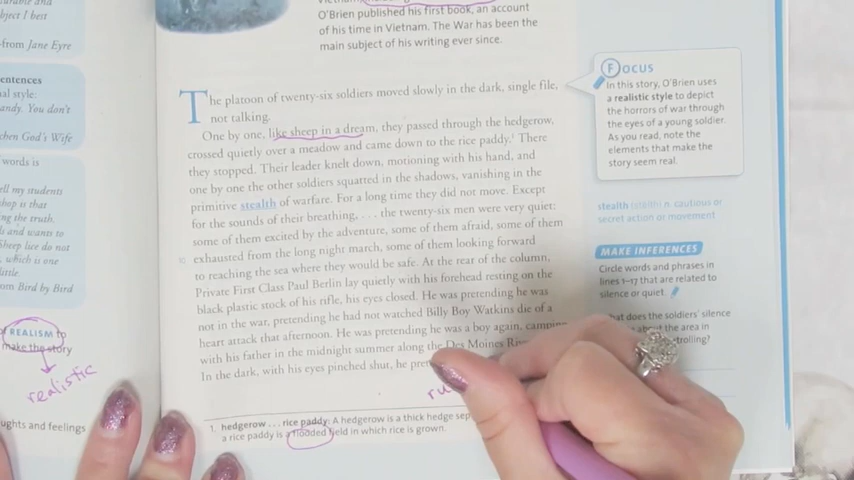 ubject I best
-from Jane Eyre
entences
al style:
andy. You don't
chen God's Wife
words is
ell my students
shop is that
ng the truth.
ds and wants to
Sheep lice do not
, which is one
little.
om Bird by Bird
REALISM to
make the story
realistic
ughts and feelings
O'Brien published his first book, an account
of his time in Vietnam. The War has been the
main subject of his writing ever since.
The platoon of twenty-six soldiers moved slowly in the dark, single file,
not talking.
One by one, like sheep in a dream, they passed through the hedgerow,
crossed quietly over a meadow and came down to the rice paddy.¹ There
they stopped. Their leader knelt down, motioning with his hand, and
one by one the other soldiers squatted in the shadows, vanishing in the
primitive stealth of warfare. For a long time they did not move. Except
for the sounds of their breathing, . . . the twenty-six men were very quiet:
some of them excited by the adventure, some of them afraid, some of them
10 exhausted from the long night march, some of them looking forward
to reaching the sea where they would be safe. At the rear of the column,
Private First Class Paul Berlin lay quietly with his forehead resting on the
black plastic stock of his rifle, his eyes closed. He was pretending he was
not in the war, pretending he had not watched Billy Boy Watkins die of a
heart attack that afternoon. He was pretending he was a boy again, camping
with his father in the midnight summer along the Des Moines
In the dark, with his eyes pinched shut, he
ru
1. hedgerow . . . rice paddy: A hedgerow is a thick hedge
a rice paddy is a flooded field in which rice is grown.
FOCUS
In this story, O'Brien uses
a realistic style to depict
the horrors of war through
the eyes of a young soldier.
As you read, note the
elements that make the
story seem real.
stealth (stĕlth) n. cautious or
secret action or movement
MAKE INFERENCES
Circle words and phrases in
lines 1–17 that are related to
silence or quiet.
hat does the soldiers' silence
about the area in
trolling?